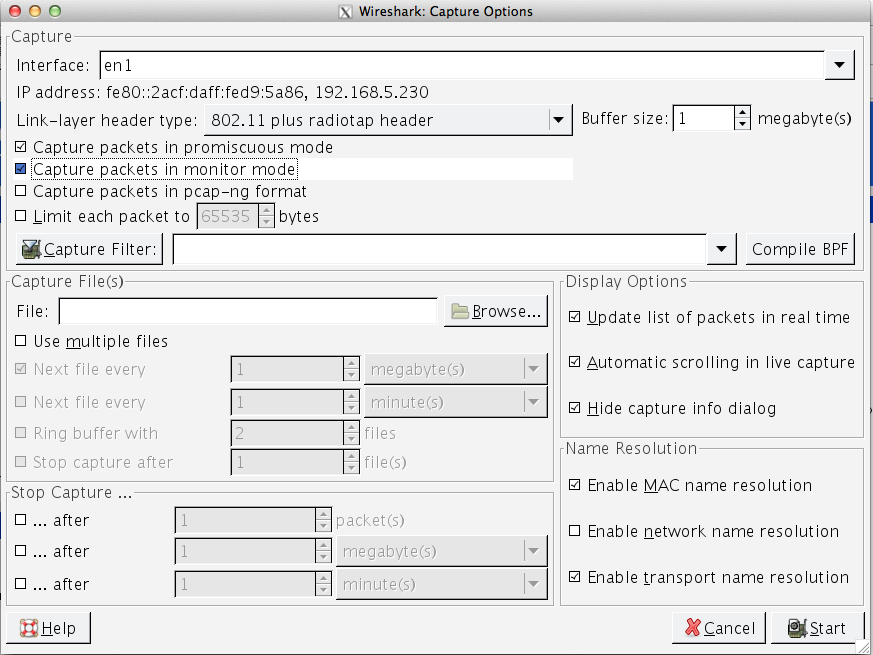 Wireshark: Capture Options
Capture
Interface: en1
IP address: fe80::2acf:daff:fed9:5a86, 192.168.5.230
Link-layer header type: 802.11 plus radiotap header Buffer size: 1 megabyte(s)
Capture packets in promiscuous mode
Capture packets in monitor mode
Capture packets in pcap-ng format
Limit each packet to 65535 bytes
Capture Filter: Compile BPF
Capture File(s)
File: Browse...
Use multiple files
Next file every 1 megabyte(s)
Next file every 1 minute(s)
Ring buffer with 2 files
Stop capture after 1 file(s)
Stop Capture ...
... after 1 packet(s)
... after 1 megabyte(s)
... after 1 minute(s)
Display Options
Update list of packets in real time
Automatic scrolling in live capture
Hide capture info dialog
Name Resolution
Enable MAC name resolution
Enable network name resolution
Enable transport name resolution
Help Cancel Start